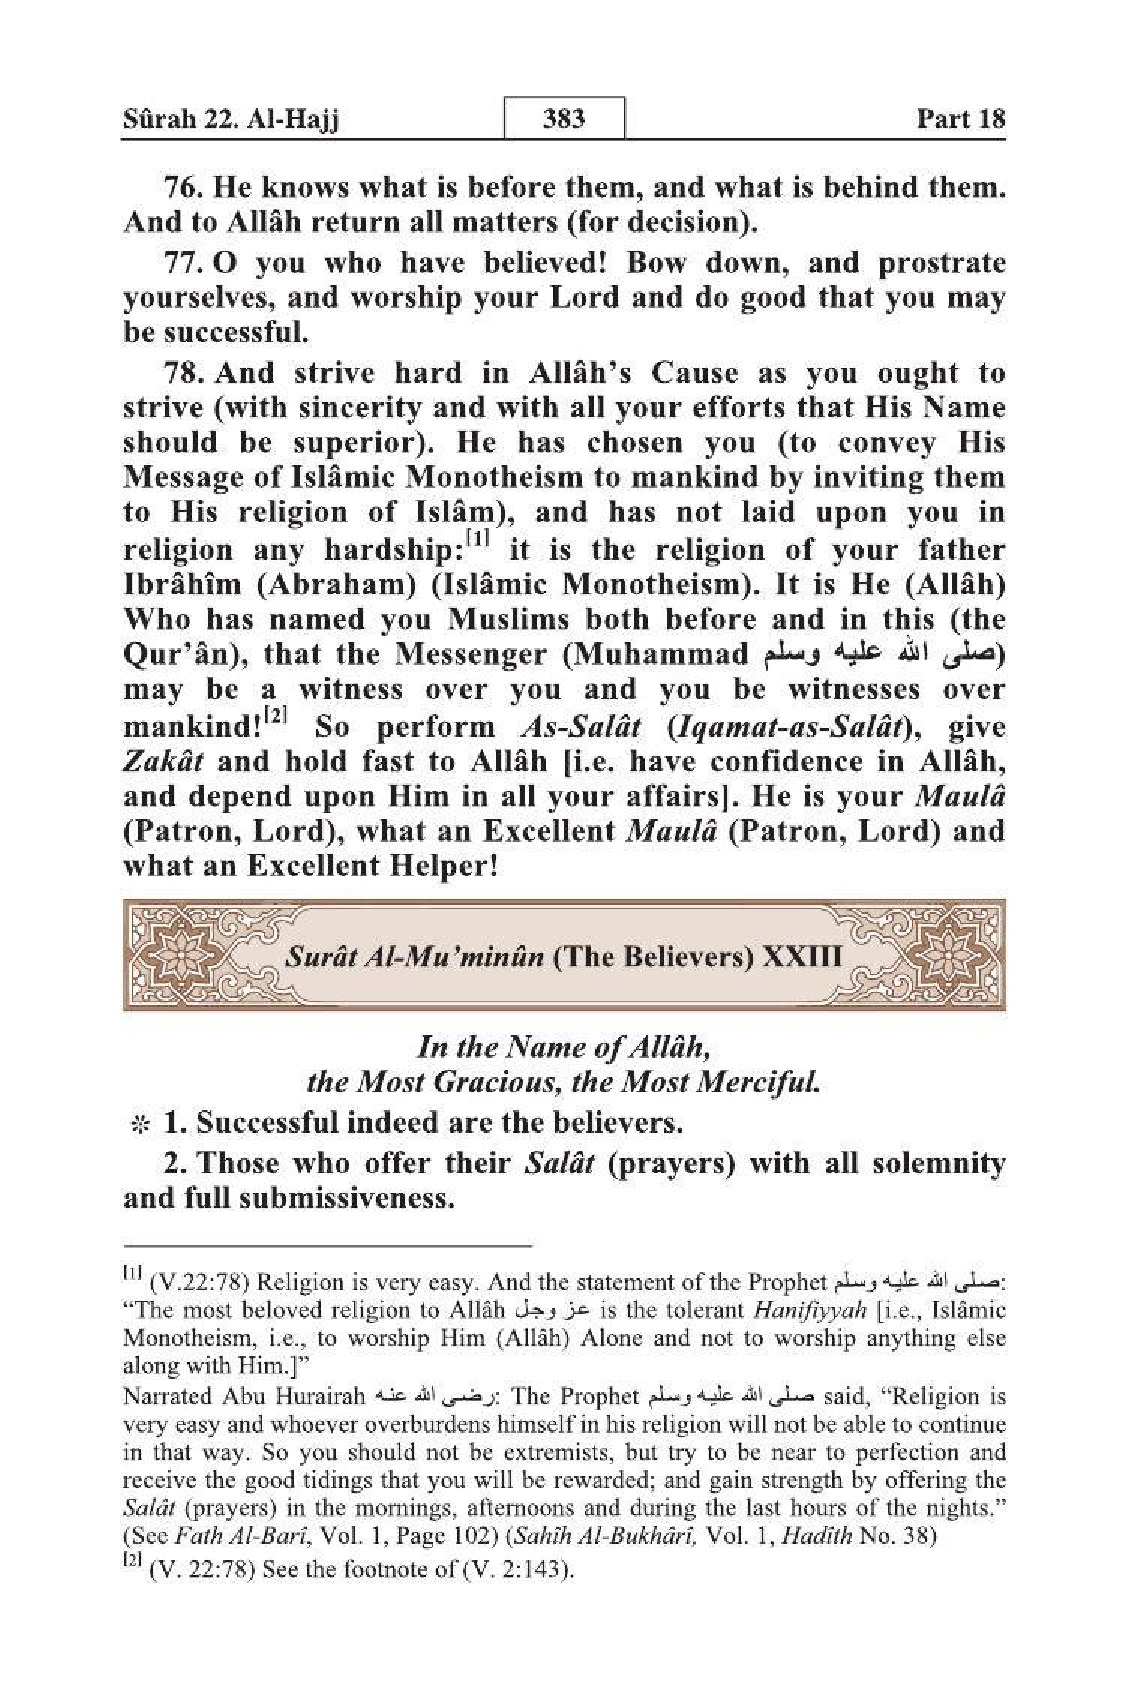 Sûrah 22. Al-Hajj 383 Part 18
76. He knows what is before them, and what is behind them.
And to Allâh return all matters (for decision).
77. O you who have believed! Bow down, and prostrate
yourselves, and worship your Lord and do good that you may
be successful.
78. And strive hard in Allâh’s Cause as you ought to
strive (with sincerity and with all your efforts that His Name
should be superior). He has chosen you (to convey His
Message of Islâmic Monotheism to mankind by inviting them
to His religion of Islâm), and has not laid upon you in
religion any hardship:[1] it is the religion of your father
Ibrâhîm (Abraham) (Islâmic Monotheism). It is He (Allâh)
Who has named you Muslims both before and in this (the
Qur’ân), that the Messenger (Muhammad صلى الله عليه وسلم)
may be a witness over you and you be witnesses over
mankind![2] So perform As-Salât (Iqamat-as-Salât), give
Zakât and hold fast to Allâh [i.e. have confidence in Allâh,
and depend upon Him in all your affairs]. He is your Maulâ
(Patron, Lord), what an Excellent Maulâ (Patron, Lord) and
what an Excellent Helper!
Surât Al-Mu’minûn (The Believers) XXIII
In the Name of Allâh,
the Most Gracious, the Most Merciful.
* 1. Successful indeed are the believers.
2. Those who offer their Salât (prayers) with all solemnity
and full submissiveness.
[1] (V.22:78) Religion is very easy. And the statement of the Prophet صلى الله عليه وسلم:
“The most beloved religion to Allâh عز وجل is the tolerant Hanifiyyah [i.e., Islâmic
Monotheism, i.e., to worship Him (Allâh) Alone and not to worship anything else
along with Him.]”
Narrated Abu Hurairah رضى الله عنه: The Prophet صلى الله عليه وسلم said, “Religion is
very easy and whoever overburdens himself in his religion will not be able to continue
in that way. So you should not be extremists, but try to be near to perfection and
receive the good tidings that you will be rewarded; and gain strength by offering the
Salât (prayers) in the mornings, afternoons and during the last hours of the nights.”
(See Fath Al-Barî, Vol. 1, Page 102) (Sahîh Al-Bukhârî, Vol. 1, Hadîth No. 38)
[2] (V. 22:78) See the footnote of (V. 2:143).